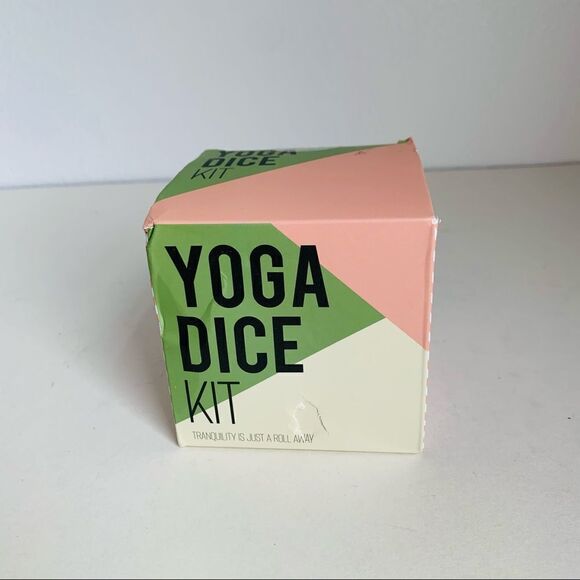 YOGA
DICE
KIT
YOGA
DICE
KIT
TRANQUILITY IS JUST A ROLL AWAY